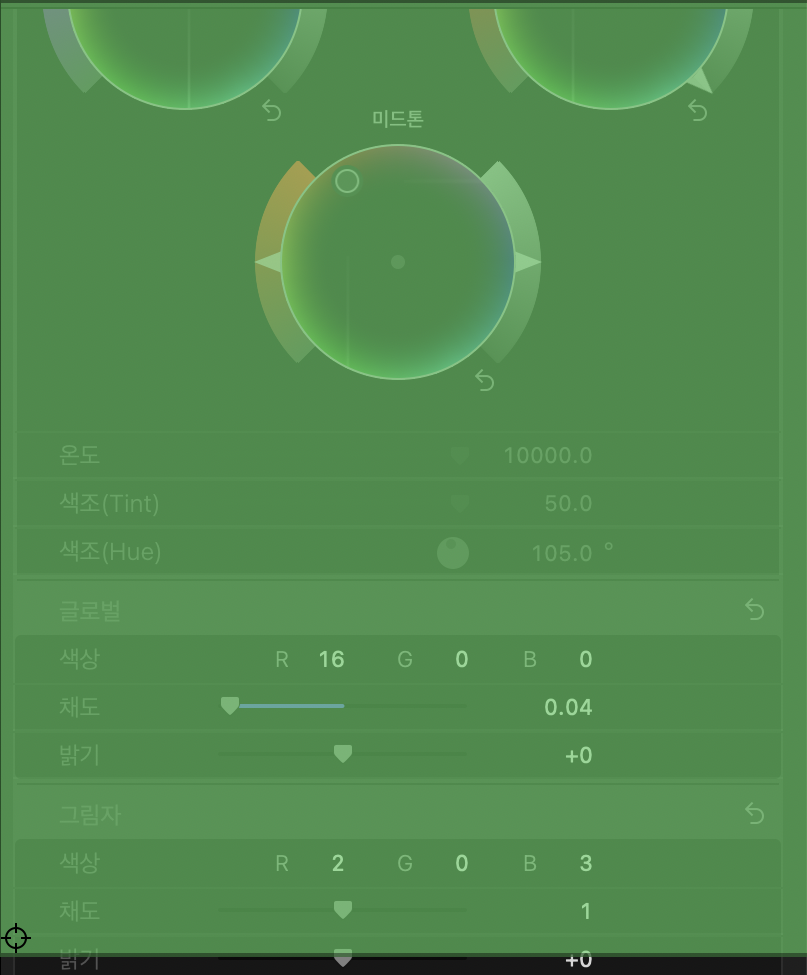 미드톤
온도 10000.0
색조(Tint) 50.0
색조(Hue) 105.0 °
글로벌
색상 R 16 G 0 B 0
채도 0.04
밝기 +0
그림자
색상 R 2 G 0 B 3
채도 1
밝기 +0